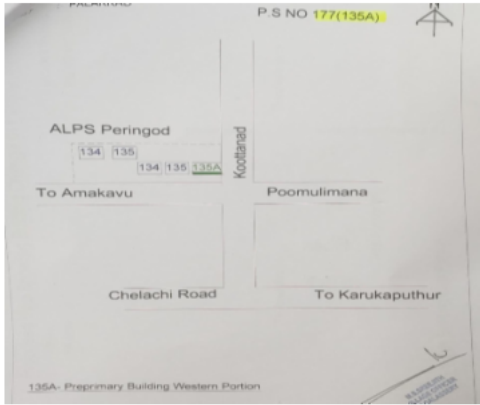 PALAKKAD
P.S NO 177(135A)
ALPS Peringod
134 135
134 135 135A
Koottanad
To Amakavu
Poomulimana
Chelachi Road
To Karukaputhur
135A- Preprimary Building Western Portion